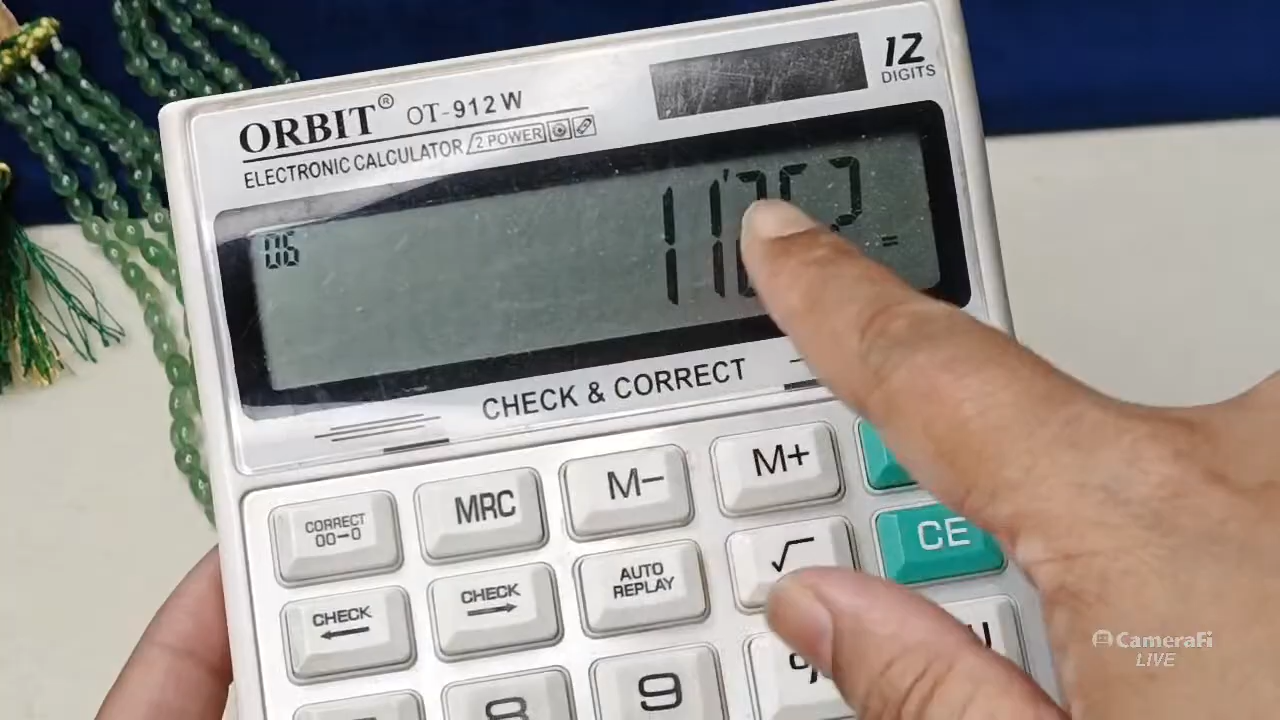 ORBIT® OT-912W
12
DIGITS
ELECTRONIC CALCULATOR 2 POWER
06
=
CHECK & CORRECT
CORRECT
00-0
MRC
M−
M+
CHECK
←
CHECK
→
AUTO
REPLAY
√
CE
8
9
CameraFi
LIVE